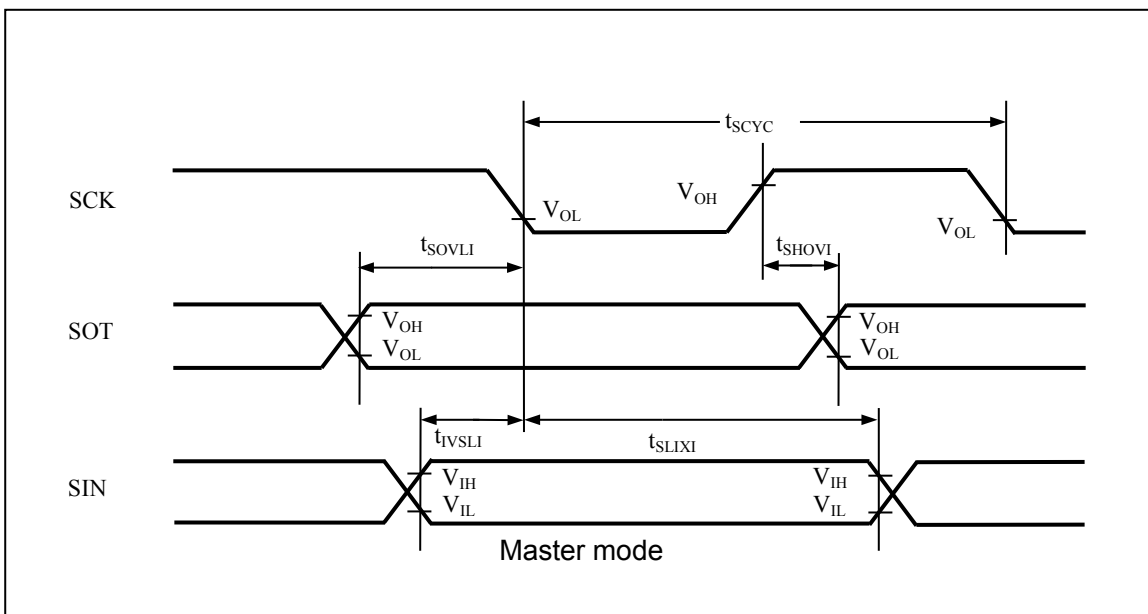 tSCYC
SCK
VOH
VOL
VOL
tSOVLI
tSHOVI
SOT
VOH
VOH
VOL
VOL
tIVSLI
tSLIXI
SIN
VIH
VIH
VIL
VIL
Master mode